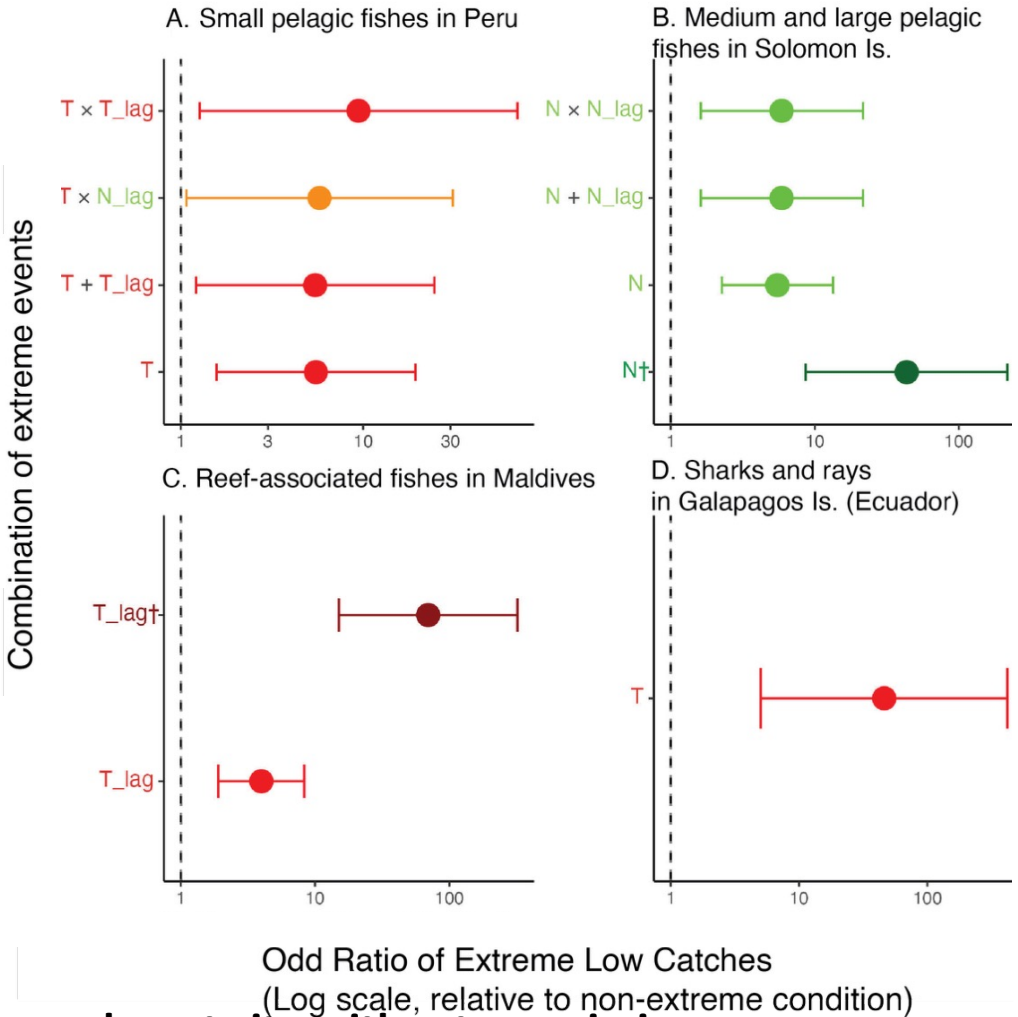 A. Small pelagic fishes in Peru
T × T_lag
T × N_lag
T + T_lag
T
1 3 10 30
B. Medium and large pelagic
fishes in Solomon Is.
N × N_lag
N + N_lag
N
N†
1 10 100
C. Reef-associated fishes in Maldives
T_lag†
T_lag
1 10 100
D. Sharks and rays
in Galapagos Is. (Ecuador)
T
1 10 100
Combination of extreme events
Odd Ratio of Extreme Low Catches
(Log scale, relative to non-extreme condition)